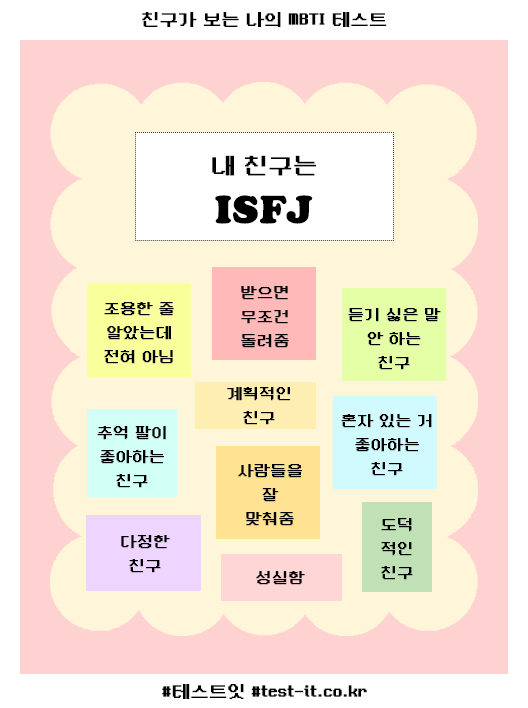 친구가 보는 나의 MBTI 테스트
내 친구는
ISFJ
조용한 줄
알았는데
전혀 아님
받으면
무조건
돌려줌
듣기 싫은 말
안 하는
친구
계획적인
친구
추억 팔이
좋아하는
친구
혼자 있는 거
좋아하는
친구
사람들을
잘
맞춰줌
다정한
친구
도덕
적인
친구
성실함
#테스트잇 #test-it.co.kr